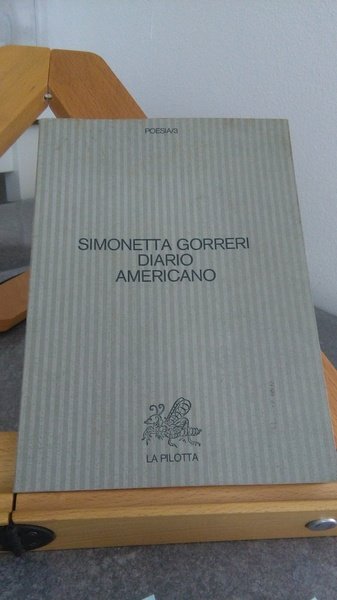 POESIA/3
SIMONETTA GORRERI
DIARIO
AMERICANO
LA PILOTTA